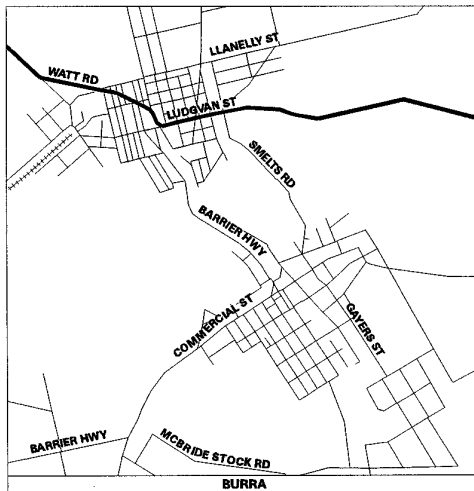 LLANELLY ST
WATT RD
LUDGVAN ST
SMELTS RD
BARRIER HWY
COMMERCIAL ST
GAYERS ST
BARRIER HWY
MCBRIDE STOCK RD
BURRA